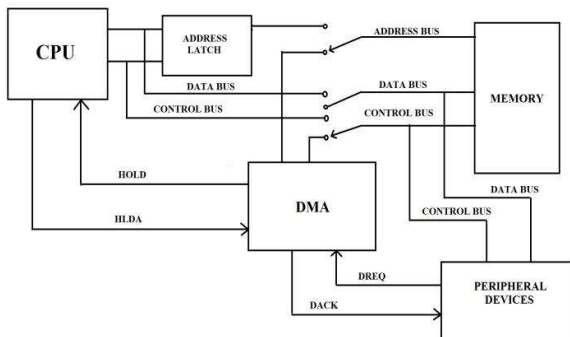 CPU
ADDRESS
LATCH
ADDRESS BUS
DATA BUS
CONTROL BUS
DATA BUS
CONTROL BUS
MEMORY
HOLD
HLDA
DMA
DATA BUS
CONTROL BUS
DREQ
DACK
PERIPHERAL
DEVICES